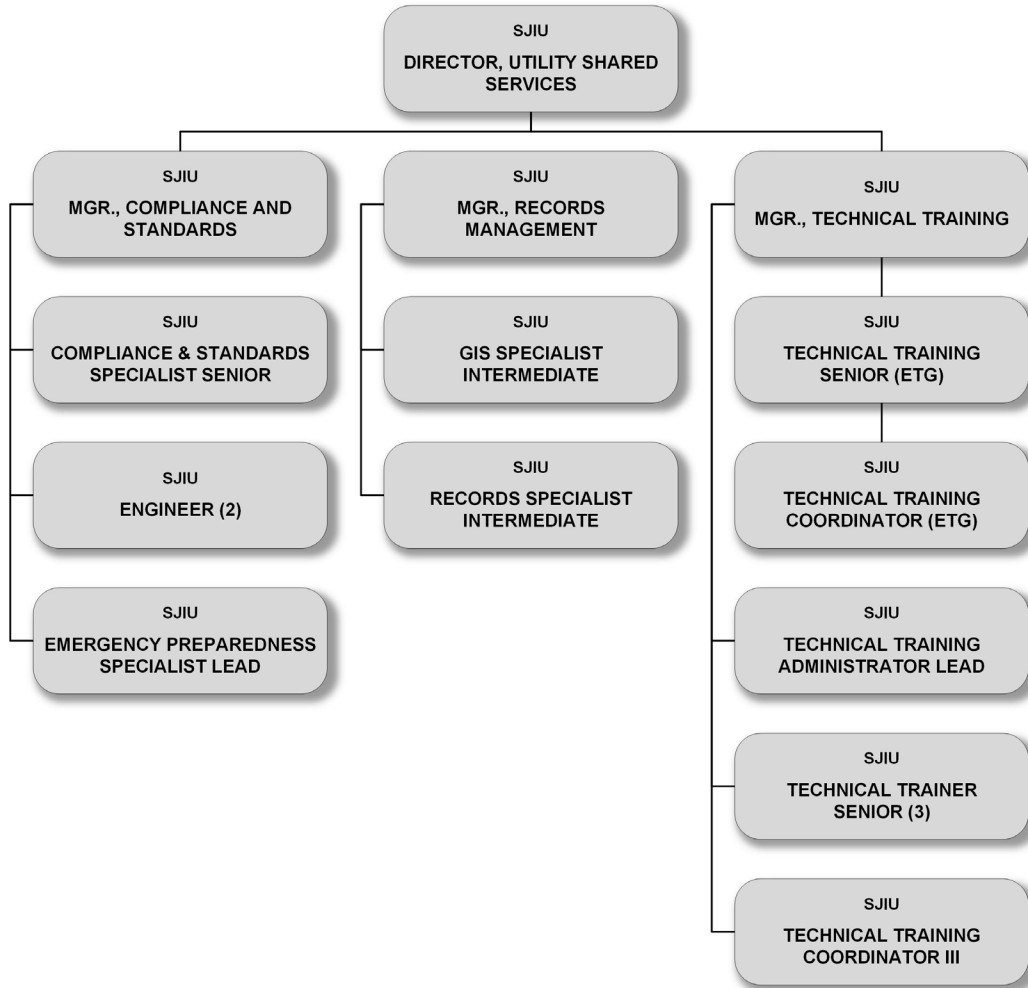 SJIU
DIRECTOR, UTILITY SHARED
SERVICES
SJIU
MGR., COMPLIANCE AND
STANDARDS
SJIU
COMPLIANCE & STANDARDS
SPECIALIST SENIOR
SJIU
ENGINEER (2)
SJIU
EMERGENCY PREPAREDNESS
SPECIALIST LEAD
SJIU
MGR., RECORDS
MANAGEMENT
SJIU
GIS SPECIALIST
INTERMEDIATE
SJIU
RECORDS SPECIALIST
INTERMEDIATE
SJIU
MGR., TECHNICAL TRAINING
SJIU
TECHNICAL TRAINING
SENIOR (ETG)
SJIU
TECHNICAL TRAINING
COORDINATOR (ETG)
SJIU
TECHNICAL TRAINING
ADMINISTRATOR LEAD
SJIU
TECHNICAL TRAINER
SENIOR (3)
SJIU
TECHNICAL TRAINING
COORDINATOR III